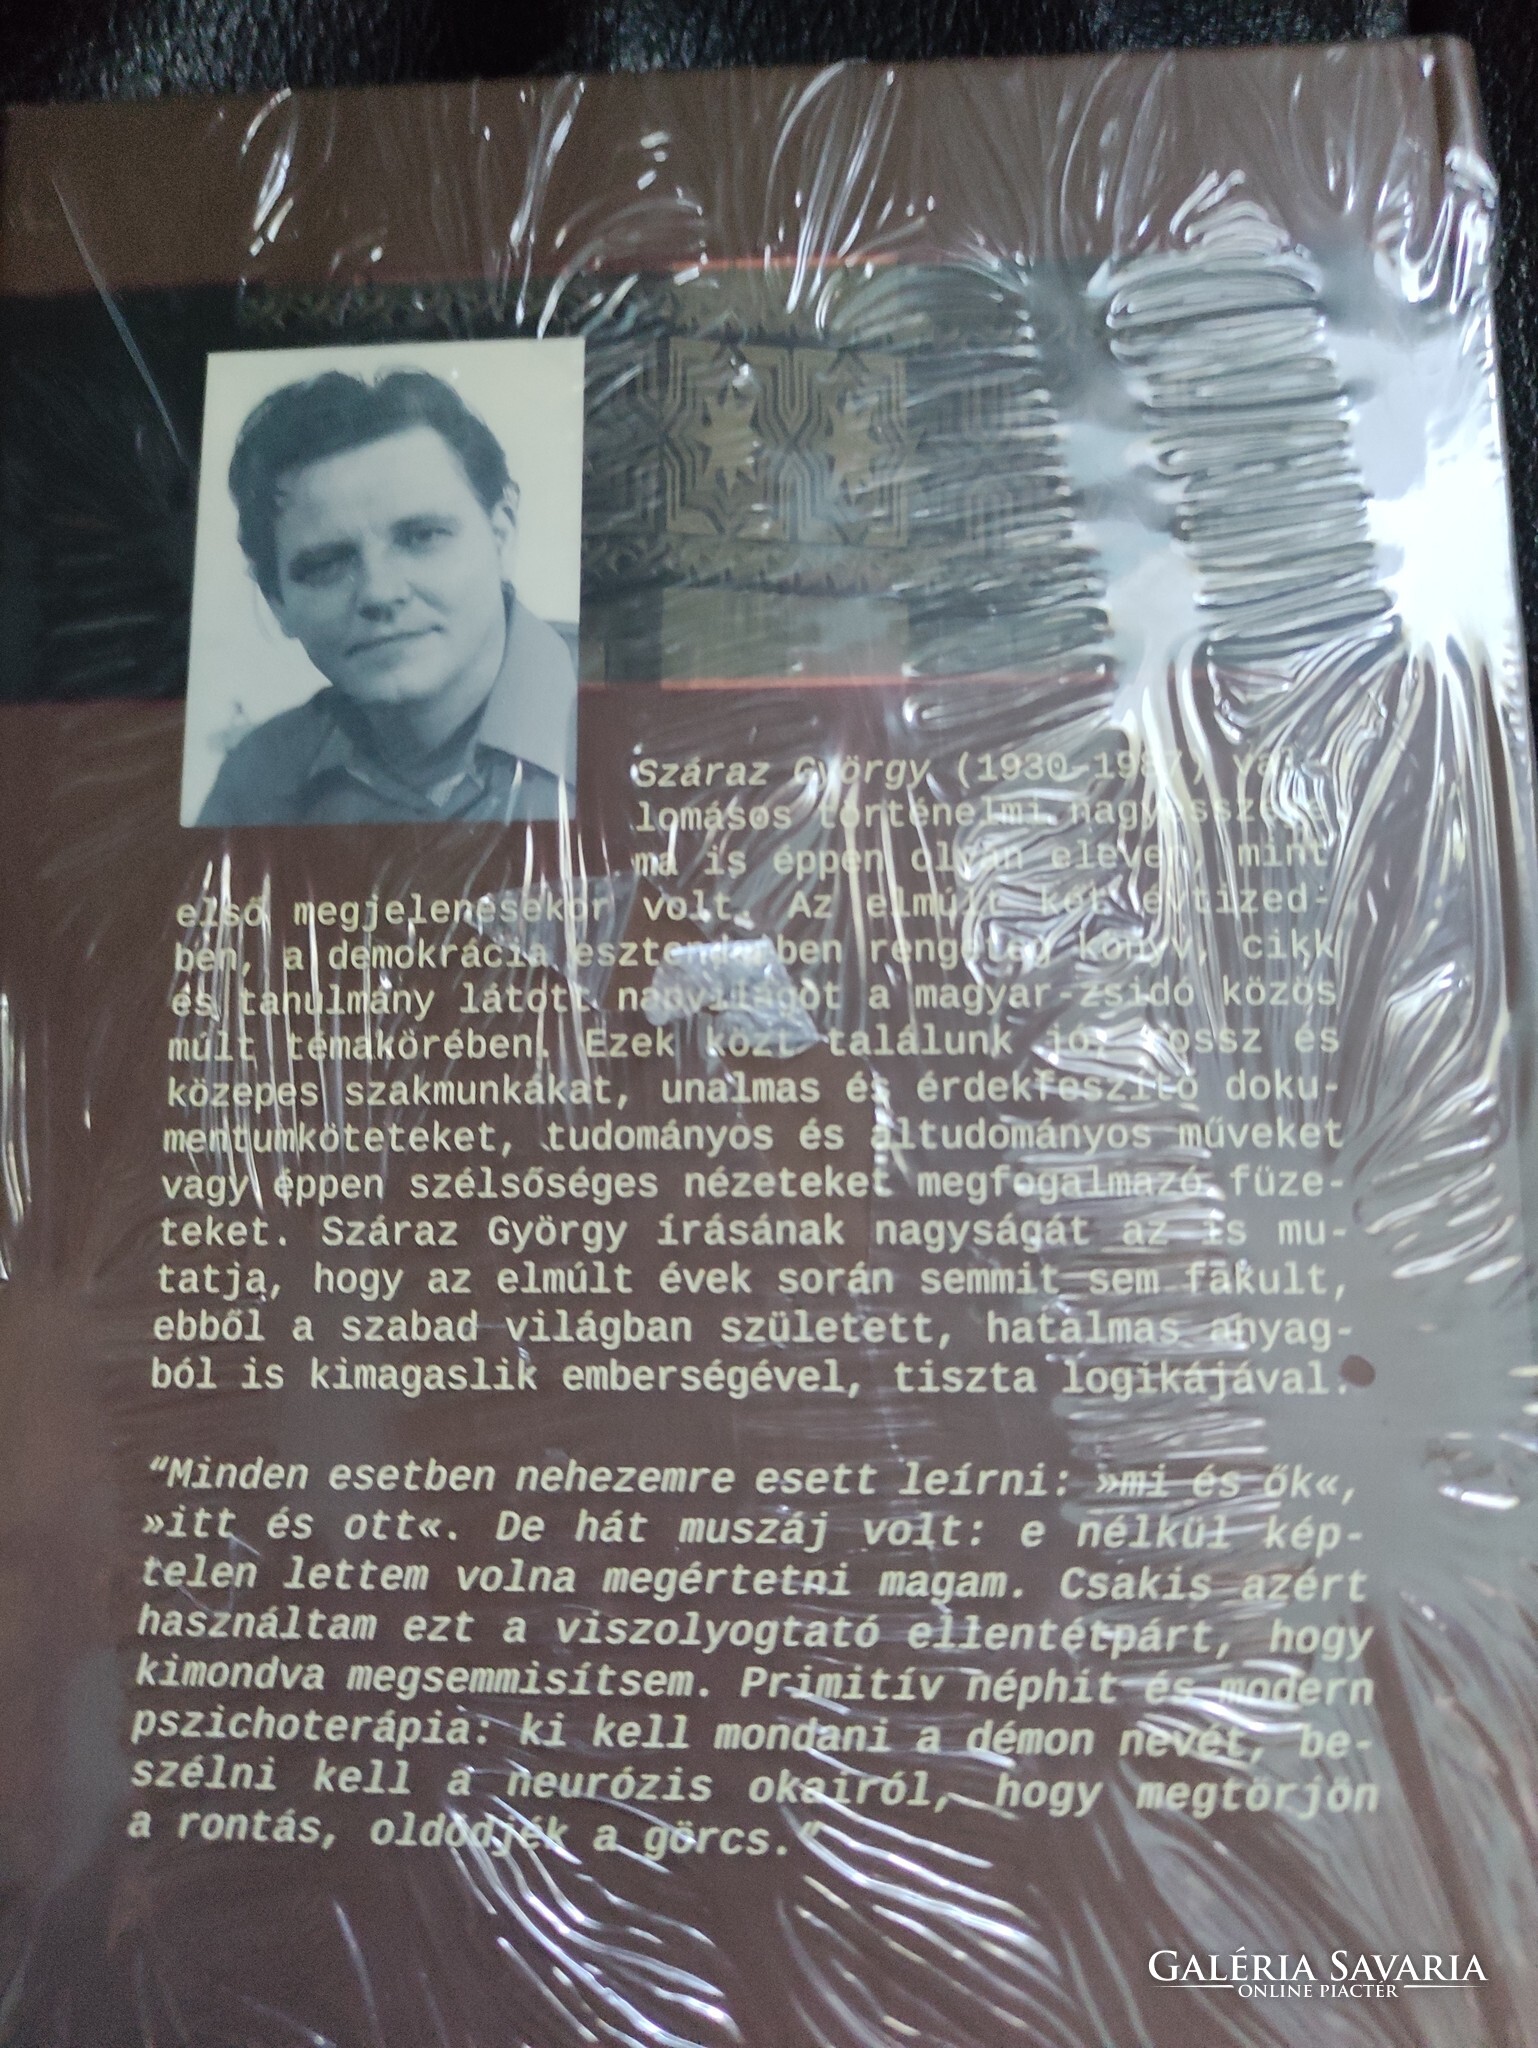 Száraz György (1930-1987) val-
lomásos történelmi nagyesszéje
ma is éppen olyan eleven, mint
első megjelenésekor volt. Az elmúlt két évtized-
ben, a demokrácia esztendeiben rengeteg könyv, cikk
és tanulmány látott napvilágot a magyar-zsidó közös
múlt témakörében. Ezek közt találunk jó, rossz és
közepes szakmunkákat, unalmas és érdekfeszítő doku-
mentumköteteket, tudományos és áltudományos műveket
vagy éppen szélsőséges nézeteket megfogalmazó füze-
teket. Száraz György írásának nagyságát az is mu-
tatja, hogy az elmúlt évek során semmit sem fakult,
ebből a szabad világban született, hatalmas anyag-
ból is kimagaslik emberségével, tiszta logikájával.
“Minden esetben nehezemre esett leírni: »mi és ők«,
»itt és ott«. De hát muszáj volt: e nélkül kép-
telen lettem volna megértetni magam. Csakis azért
használtam ezt a viszolyogtató ellentétpárt, hogy
kimondva megsemmisítsem. Primitív néphit és modern
pszichoterápia: ki kell mondani a démon nevét, be-
szélni kell a neurózis okairól, hogy megtörjön
a rontás, oldódjék a görcs.”
GALÉRIA SAVARIA
ONLINE PIACTÉR